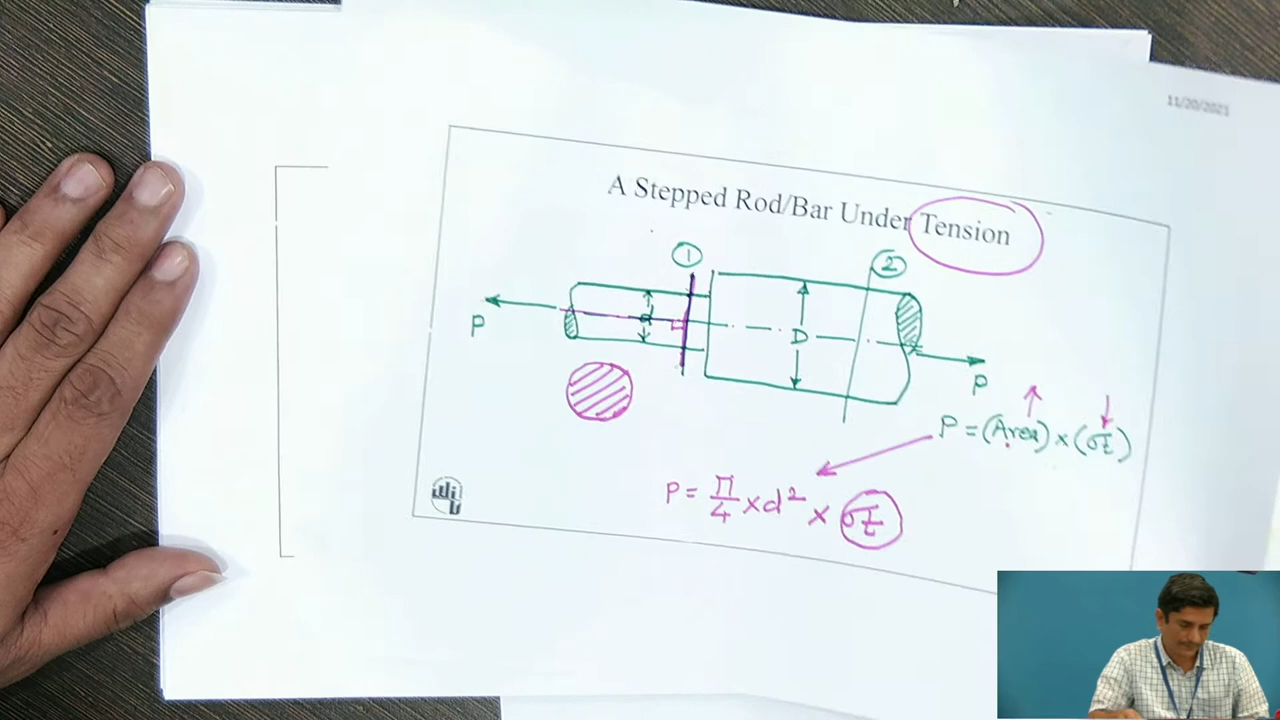 11/20/2021
A Stepped Rod/Bar Under Tension
1
2
d
D
P
P
P = (Area) × (σt)
P = π/4 × d² × σt